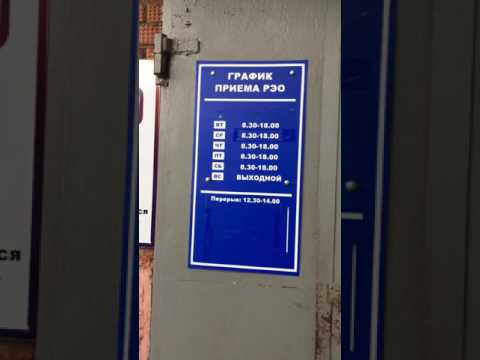 ГРАФИК
ПРИЕМА РЭО
ВТ 8.30-18.00
СР 8.30-18.00
ЧТ 8.30-18.00
ПТ 8.30-18.00
СБ 8.30-18.00
ВС ВЫХОДНОЙ
Перерыв: 12.30-14.00